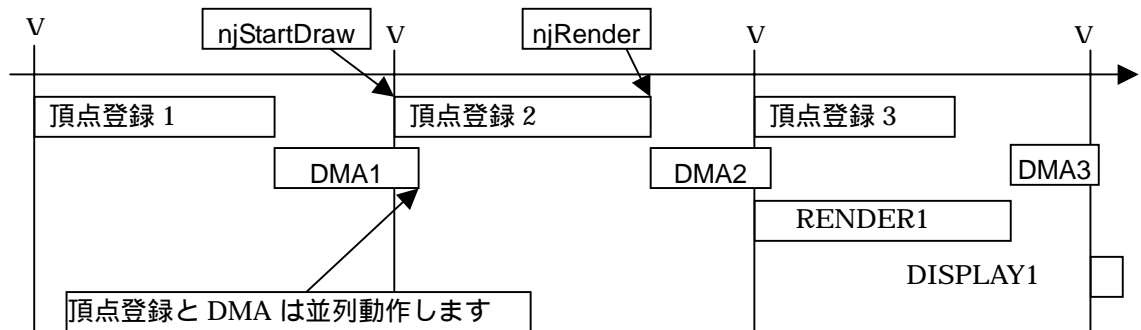 V
njStartDraw
V
njRender
V
V
頂点登録 1
頂点登録 2
頂点登録 3
DMA1
DMA2
DMA3
RENDER1
DISPLAY1
頂点登録と DMA は並列動作します